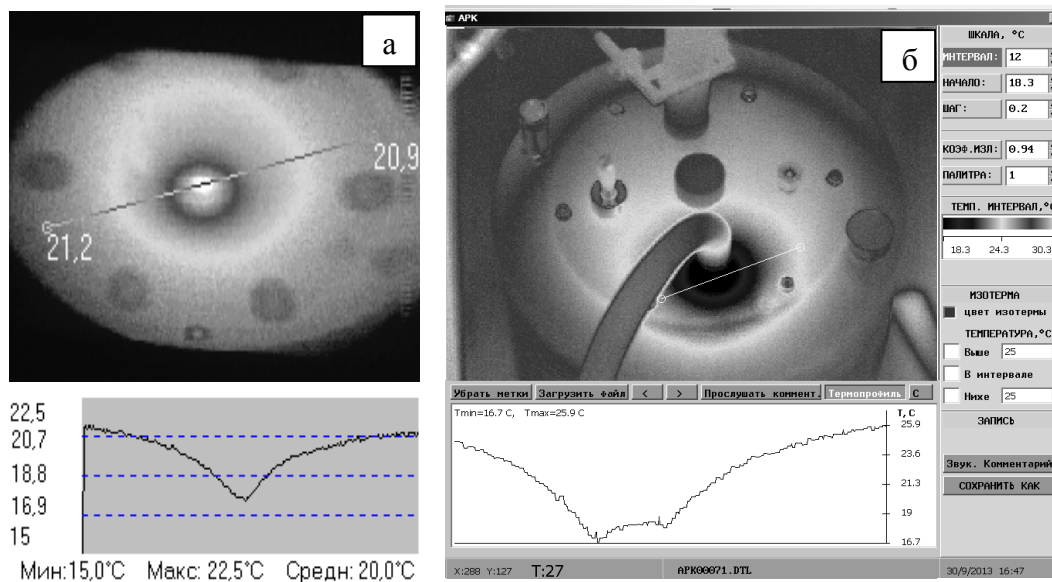 а
20,9
21,2
22,5
20,7
18,8
16,9
15
Мин:15,0°C Макс: 22,5°C Средн: 20,0°C
АРК
б
ШКАЛА, °C
ИНТЕРВАЛ: 12
НАЧАЛО: 18.3
ШАГ: 0.2
КОЭФ.ИЗЛ: 0.94
ПАЛИТРА: 1
ТЕМП. ИНТЕРВАЛ,°C
18.3 24.3 30.3
ИЗОТЕРМА
цвет изотермы
ТЕМПЕРАТУРА,°C
Выше 25
В интервале
Ниже 25
ЗАПИСЬ
Звук. Комментарий
СОХРАНИТЬ КАК
Убрать метки Загрузить файл < > Прослушать коммент. Термопрофиль С
Tmin=16.7 C, Tmax=25.9 C
T, C
25.9
23.6
21.3
19
16.7
X:288 Y:127 T:27 APK00071.DTL 30/9/2013 16:47